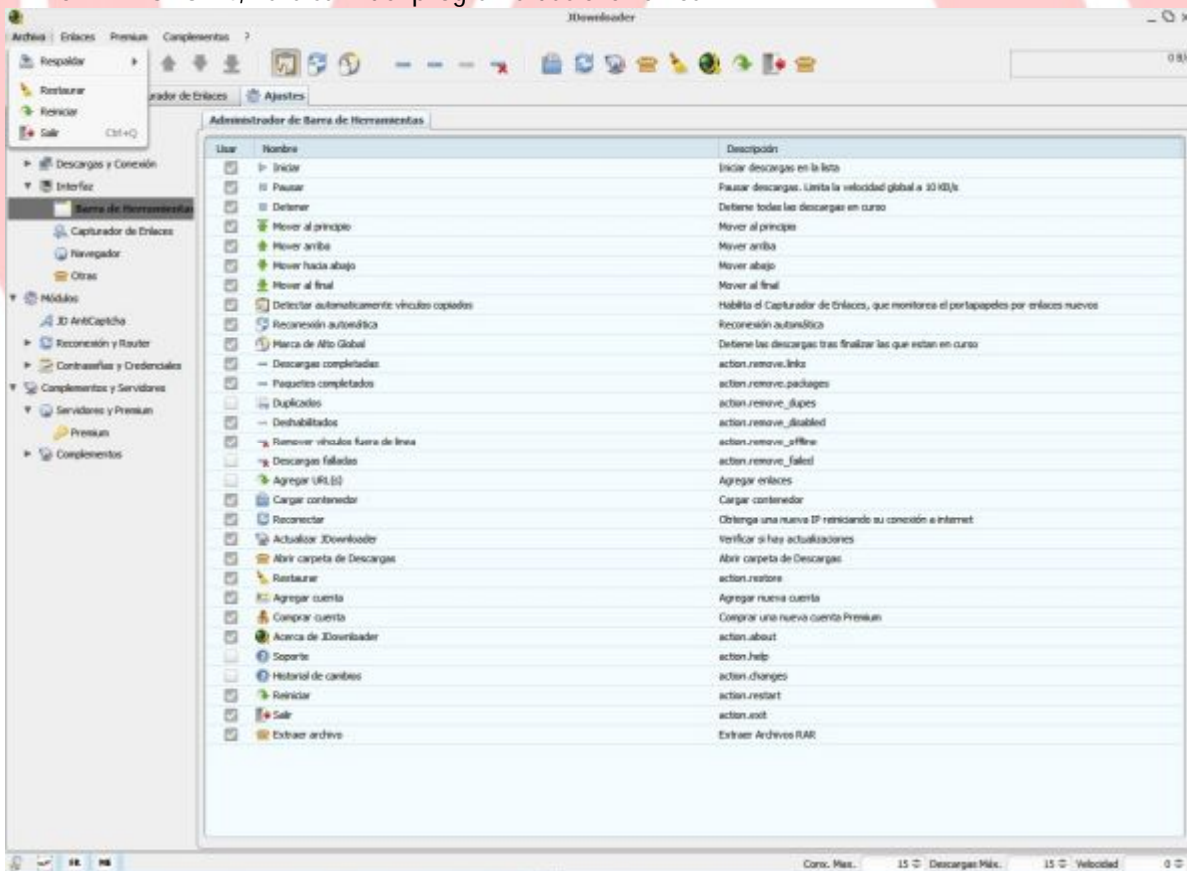 JDownloader
Archivo Enlaces Premium Complementos ?
Respaldar
Restaurar
Reiniciar
Salir Ctrl+Q
urador de Enlaces Ajustes
Administrador de Barra de Herramientas
Usar Nombre Descripción
Descargas y Conexión
Interfaz
Barra de Herramientas
Capturador de Enlaces
Navegador
Otras
Módulos
JD AntiCaptcha
Reconexión y Router
Contraseñas y Credenciales
Complementos y Servidores
Servidores y Premium
Premium
Complementos
Iniciar Iniciar descargas en la lista
Pausar Pausar descargas. Limita la velocidad global a 10 KB/s
Detener Detiene todas las descargas en curso
Mover al principio Mover al principio
Mover arriba Mover arriba
Mover hacia abajo Mover abajo
Mover al final Mover al final
Detectar automaticamente vínculos copiados Habilita el Capturador de Enlaces, que monitorea el portapapeles por enlaces nuevos
Reconexión automática Reconexión automática
Marca de Alto Global Detiene las descargas tras finalizar las que estan en curso
Descargas completadas action.remove.links
Paquetes completados action.remove.packages
Duplicados action.remove_dupes
Deshabilitados action.remove_disabled
Remover vínculos fuera de linea action.remove_offline
Descargas falladas action.remove_failed
Agregar URL(s) Agregar enlaces
Cargar contenedor Cargar contenedor
Reconectar Obtenga una nueva IP reiniciando su conexión a internet
Actualizar JDownloader Verificar si hay actualizaciones
Abrir carpeta de Descargas Abrir carpeta de Descargas
Restaurar action.restore
Agregar cuenta Agregar nueva cuenta
Comprar cuenta Comprar una nueva cuenta Premium
Acerca de JDownloader action.about
Soporte action.help
Historial de cambios action.changes
Reiniciar action.restart
Salir action.exit
Extraer archivo Extraer Archivos RAR
Conx. Max. 15 Descargas Máx. 15 Velocidad 0